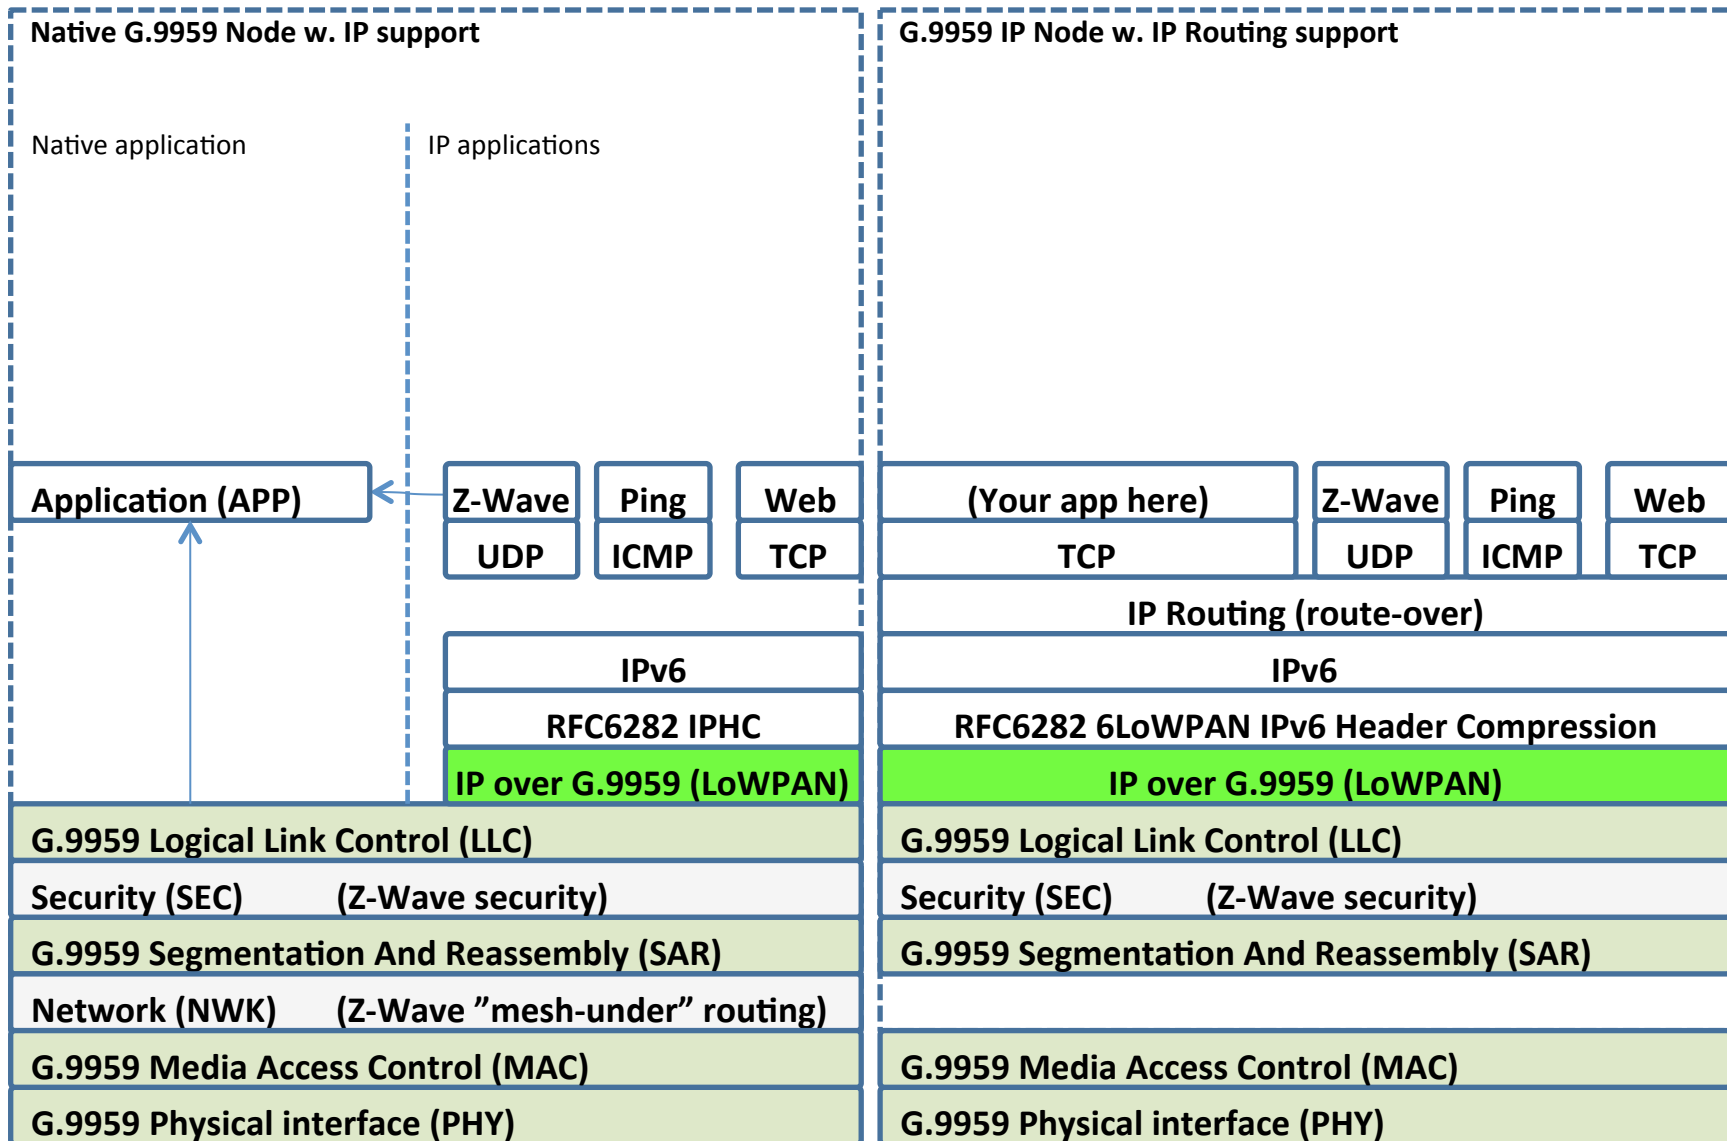 Native G.9959 Node w. IP support
Native application
IP applications
Application (APP)
Z-Wave
Ping
Web
UDP
ICMP
TCP
IPv6
RFC6282 IPHC
IP over G.9959 (LoWPAN)
G.9959 Logical Link Control (LLC)
Security (SEC) (Z-Wave security)
G.9959 Segmentation And Reassembly (SAR)
Network (NWK) (Z-Wave ”mesh-under” routing)
G.9959 Media Access Control (MAC)
G.9959 Physical interface (PHY)
G.9959 IP Node w. IP Routing support
(Your app here)
Z-Wave
Ping
Web
TCP
UDP
ICMP
TCP
IP Routing (route-over)
IPv6
RFC6282 6LoWPAN IPv6 Header Compression
IP over G.9959 (LoWPAN)
G.9959 Logical Link Control (LLC)
Security (SEC) (Z-Wave security)
G.9959 Segmentation And Reassembly (SAR)
G.9959 Media Access Control (MAC)
G.9959 Physical interface (PHY)